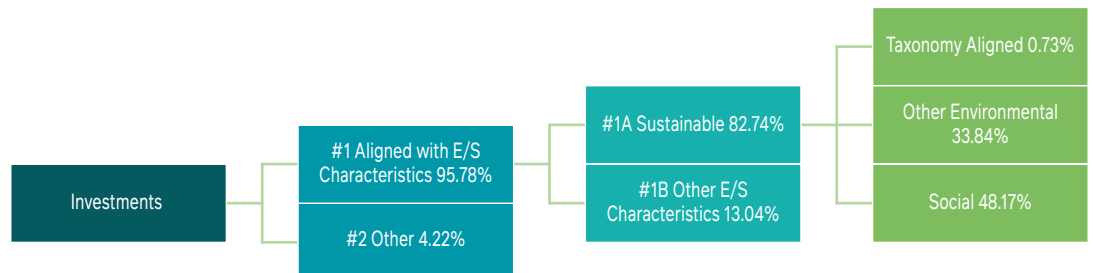 Investments
#1 Aligned with E/S
Characteristics 95.78%
#2 Other 4.22%
#1A Sustainable 82.74%
#1B Other E/S
Characteristics 13.04%
Taxonomy Aligned 0.73%
Other Environmental
33.84%
Social 48.17%